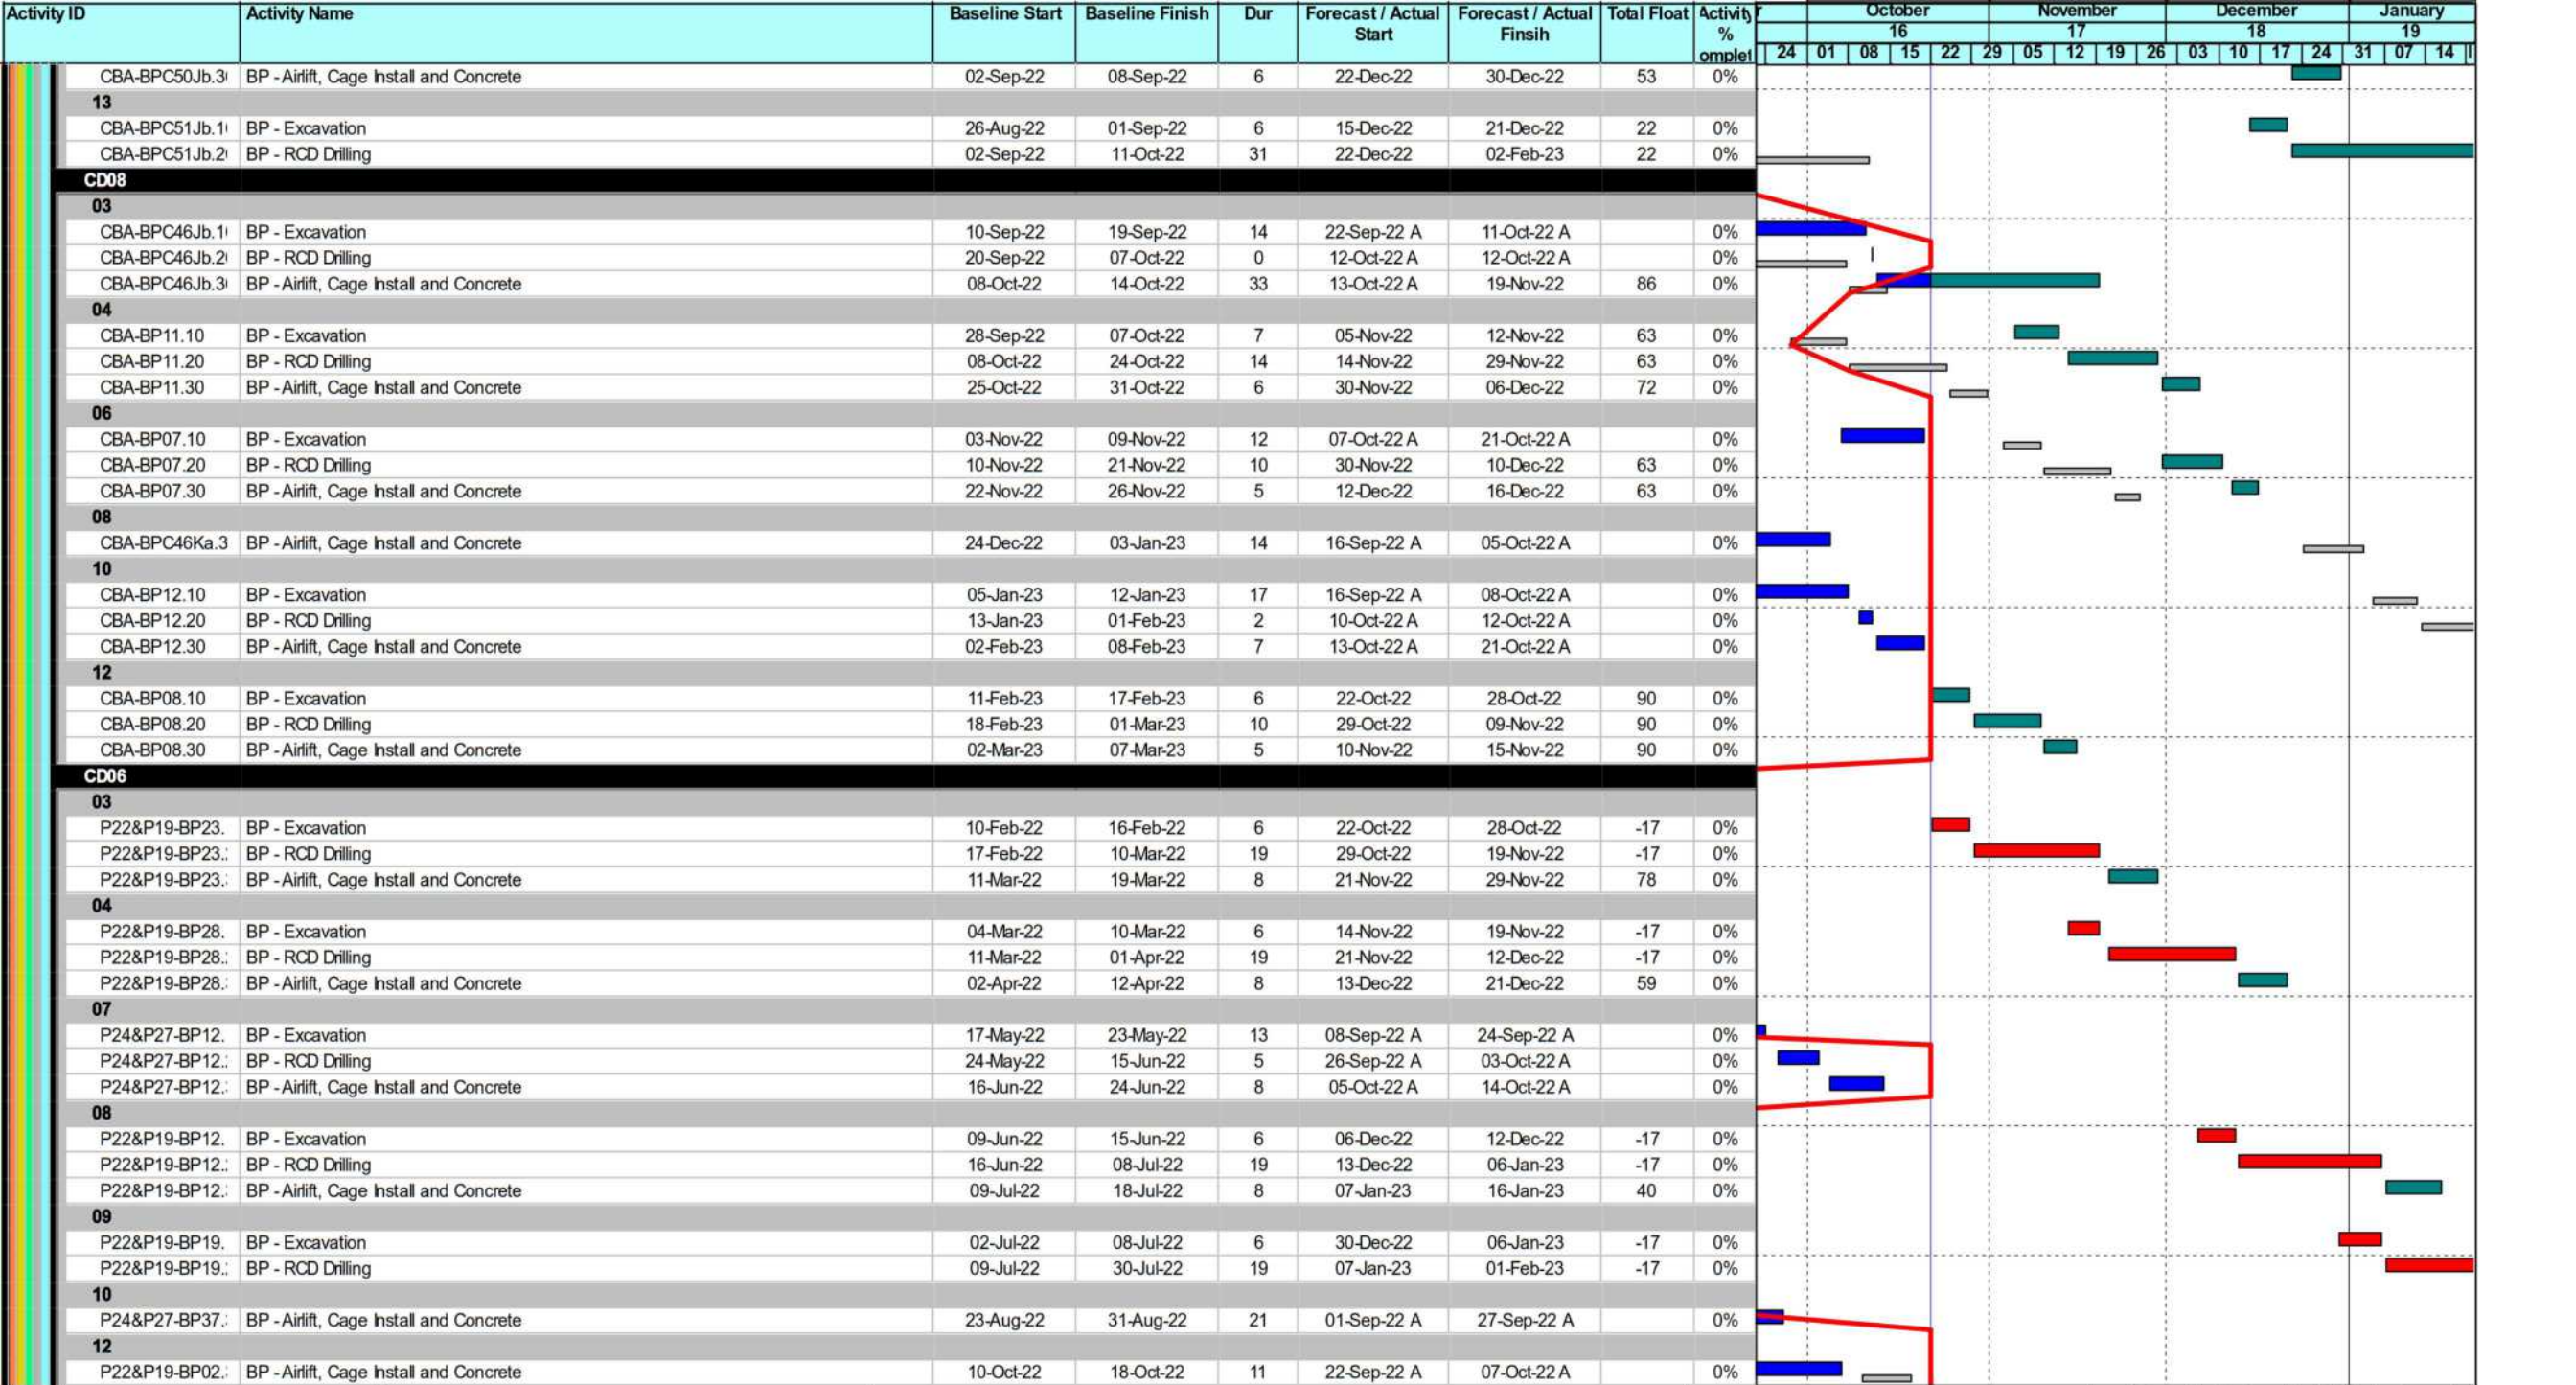 Activity ID Activity Name Baseline Start Baseline Finish Dur Forecast / Actual Start Forecast / Actual Finsih Total Float Activity % omplet r October November December January
16 17 18 19
24 01 08 15 22 29 05 12 19 26 03 10 17 24 31 07 14
CBA-BPC50Jb.3 BP - Airlift, Cage Install and Concrete 02-Sep-22 08-Sep-22 6 22-Dec-22 30-Dec-22 53 0%
13
CBA-BPC51Jb.1 BP - Excavation 26-Aug-22 01-Sep-22 6 15-Dec-22 21-Dec-22 22 0%
CBA-BPC51Jb.2 BP - RCD Drilling 02-Sep-22 11-Oct-22 31 22-Dec-22 02-Feb-23 22 0%
CD08
03
CBA-BPC46Jb.1 BP - Excavation 10-Sep-22 19-Sep-22 14 22-Sep-22 A 11-Oct-22 A 0%
CBA-BPC46Jb.2 BP - RCD Drilling 20-Sep-22 07-Oct-22 0 12-Oct-22 A 12-Oct-22 A 0%
CBA-BPC46Jb.3 BP - Airlift, Cage Install and Concrete 08-Oct-22 14-Oct-22 33 13-Oct-22 A 19-Nov-22 86 0%
04
CBA-BP11.10 BP - Excavation 28-Sep-22 07-Oct-22 7 05-Nov-22 12-Nov-22 63 0%
CBA-BP11.20 BP - RCD Drilling 08-Oct-22 24-Oct-22 14 14-Nov-22 29-Nov-22 63 0%
CBA-BP11.30 BP - Airlift, Cage Install and Concrete 25-Oct-22 31-Oct-22 6 30-Nov-22 06-Dec-22 72 0%
06
CBA-BP07.10 BP - Excavation 03-Nov-22 09-Nov-22 12 07-Oct-22 A 21-Oct-22 A 0%
CBA-BP07.20 BP - RCD Drilling 10-Nov-22 21-Nov-22 10 30-Nov-22 10-Dec-22 63 0%
CBA-BP07.30 BP - Airlift, Cage Install and Concrete 22-Nov-22 26-Nov-22 5 12-Dec-22 16-Dec-22 63 0%
08
CBA-BPC46Ka.3 BP - Airlift, Cage Install and Concrete 24-Dec-22 03-Jan-23 14 16-Sep-22 A 05-Oct-22 A 0%
10
CBA-BP12.10 BP - Excavation 05-Jan-23 12-Jan-23 17 16-Sep-22 A 08-Oct-22 A 0%
CBA-BP12.20 BP - RCD Drilling 13-Jan-23 01-Feb-23 2 10-Oct-22 A 12-Oct-22 A 0%
CBA-BP12.30 BP - Airlift, Cage Install and Concrete 02-Feb-23 08-Feb-23 7 13-Oct-22 A 21-Oct-22 A 0%
12
CBA-BP08.10 BP - Excavation 11-Feb-23 17-Feb-23 6 22-Oct-22 28-Oct-22 90 0%
CBA-BP08.20 BP - RCD Drilling 18-Feb-23 01-Mar-23 10 29-Oct-22 09-Nov-22 90 0%
CBA-BP08.30 BP - Airlift, Cage Install and Concrete 02-Mar-23 07-Mar-23 5 10-Nov-22 15-Nov-22 90 0%
CD06
03
P22&P19-BP23. BP - Excavation 10-Feb-22 16-Feb-22 6 22-Oct-22 28-Oct-22 -17 0%
P22&P19-BP23. BP - RCD Drilling 17-Feb-22 10-Mar-22 19 29-Oct-22 19-Nov-22 -17 0%
P22&P19-BP23. BP - Airlift, Cage Install and Concrete 11-Mar-22 19-Mar-22 8 21-Nov-22 29-Nov-22 78 0%
04
P22&P19-BP28. BP - Excavation 04-Mar-22 10-Mar-22 6 14-Nov-22 19-Nov-22 -17 0%
P22&P19-BP28. BP - RCD Drilling 11-Mar-22 01-Apr-22 19 21-Nov-22 12-Dec-22 -17 0%
P22&P19-BP28. BP - Airlift, Cage Install and Concrete 02-Apr-22 12-Apr-22 8 13-Dec-22 21-Dec-22 59 0%
07
P24&P27-BP12. BP - Excavation 17-May-22 23-May-22 13 08-Sep-22 A 24-Sep-22 A 0%
P24&P27-BP12. BP - RCD Drilling 24-May-22 15-Jun-22 5 26-Sep-22 A 03-Oct-22 A 0%
P24&P27-BP12. BP - Airlift, Cage Install and Concrete 16-Jun-22 24-Jun-22 8 05-Oct-22 A 14-Oct-22 A 0%
08
P22&P19-BP12. BP - Excavation 09-Jun-22 15-Jun-22 6 06-Dec-22 12-Dec-22 -17 0%
P22&P19-BP12. BP - RCD Drilling 16-Jun-22 08-Jul-22 19 13-Dec-22 06-Jan-23 -17 0%
P22&P19-BP12. BP - Airlift, Cage Install and Concrete 09-Jul-22 18-Jul-22 8 07-Jan-23 16-Jan-23 40 0%
09
P22&P19-BP19. BP - Excavation 02-Jul-22 08-Jul-22 6 30-Dec-22 06-Jan-23 -17 0%
P22&P19-BP19. BP - RCD Drilling 09-Jul-22 30-Jul-22 19 07-Jan-23 01-Feb-23 -17 0%
10
P24&P27-BP37. BP - Airlift, Cage Install and Concrete 23-Aug-22 31-Aug-22 21 01-Sep-22 A 27-Sep-22 A 0%
12
P22&P19-BP02. BP - Airlift, Cage Install and Concrete 10-Oct-22 18-Oct-22 11 22-Sep-22 A 07-Oct-22 A 0%